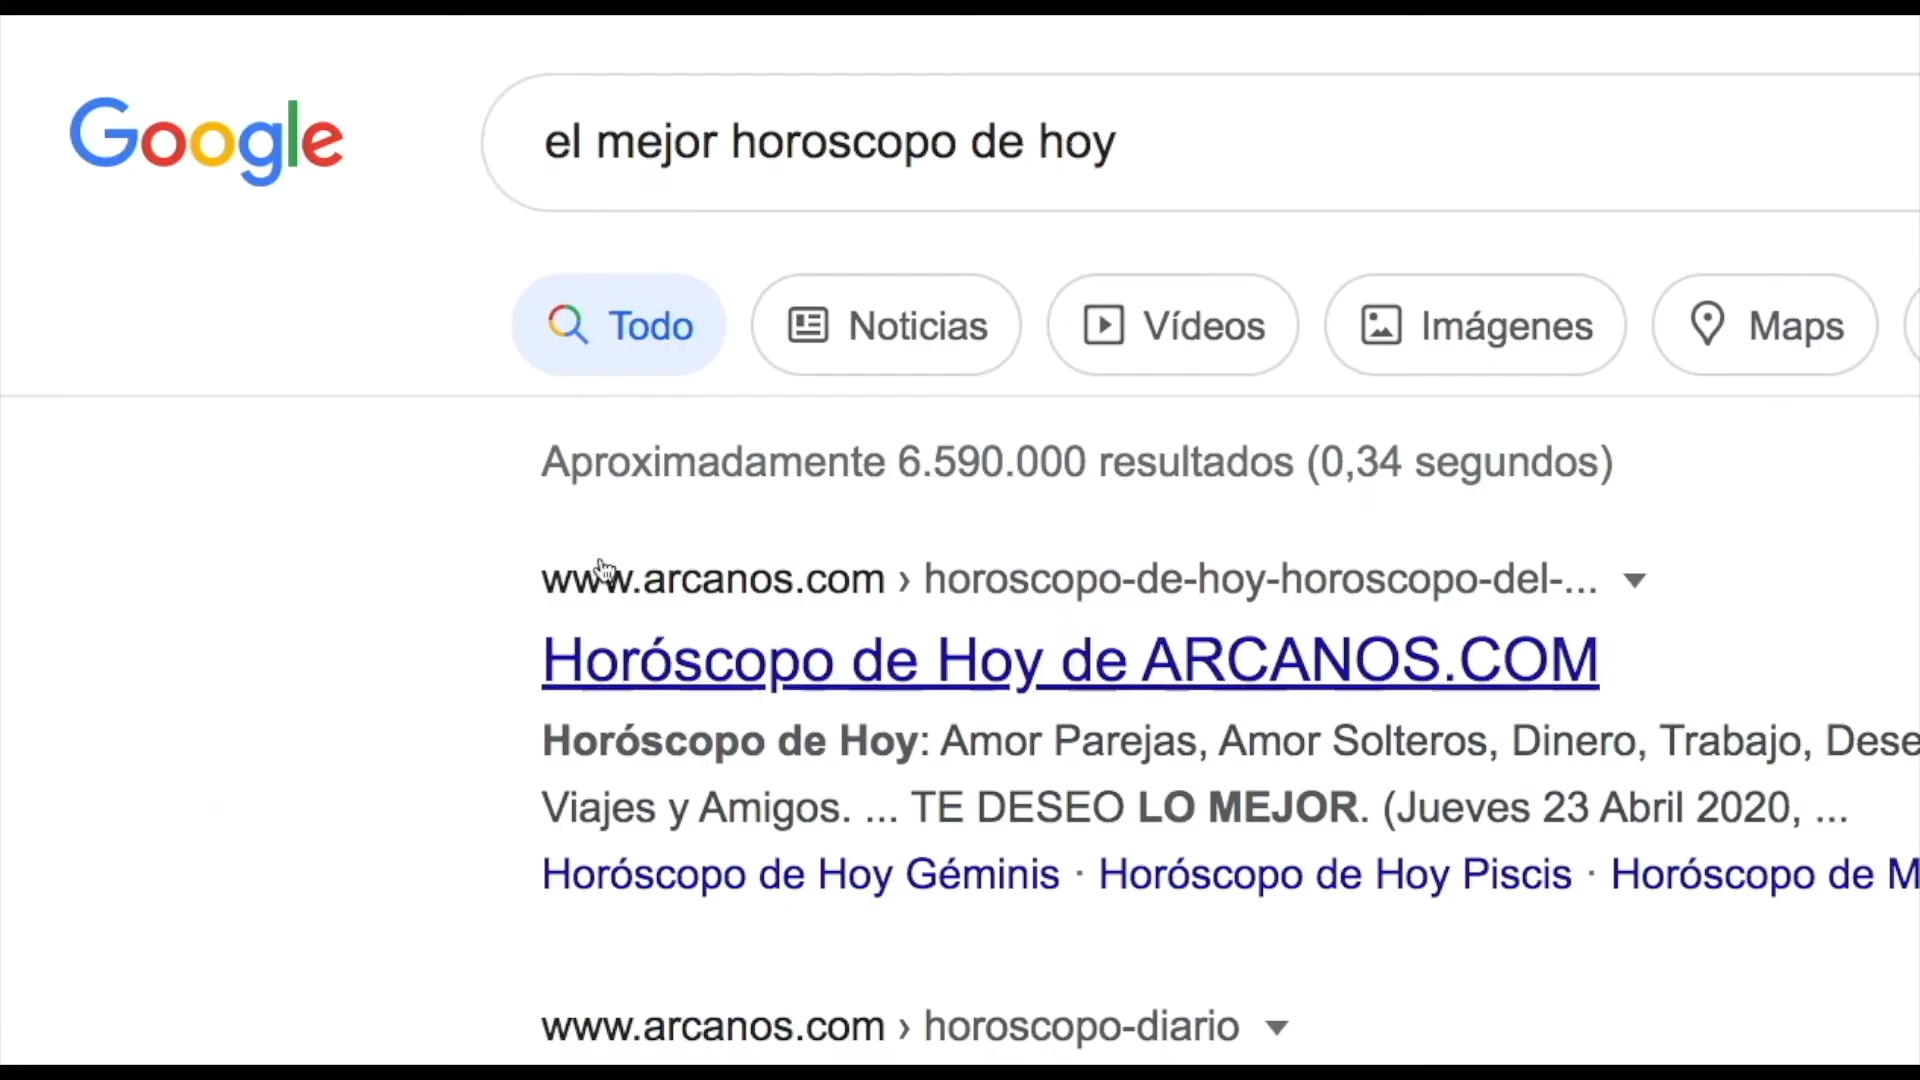 Google
el mejor horoscopo de hoy
Todo
Noticias
Vídeos
Imágenes
Maps
Aproximadamente 6.590.000 resultados (0,34 segundos)
www.arcanos.com › horoscopo-de-hoy-horoscopo-del-...
Horóscopo de Hoy de ARCANOS.COM
Horóscopo de Hoy: Amor Parejas, Amor Solteros, Dinero, Trabajo,
Viajes y Amigos. ... TE DESEO LO MEJOR. (Jueves 23 Abril 2020, ...
Horóscopo de Hoy Géminis · Horóscopo de Hoy Piscis · Horóscopo de
www.arcanos.com › horoscopo-diario